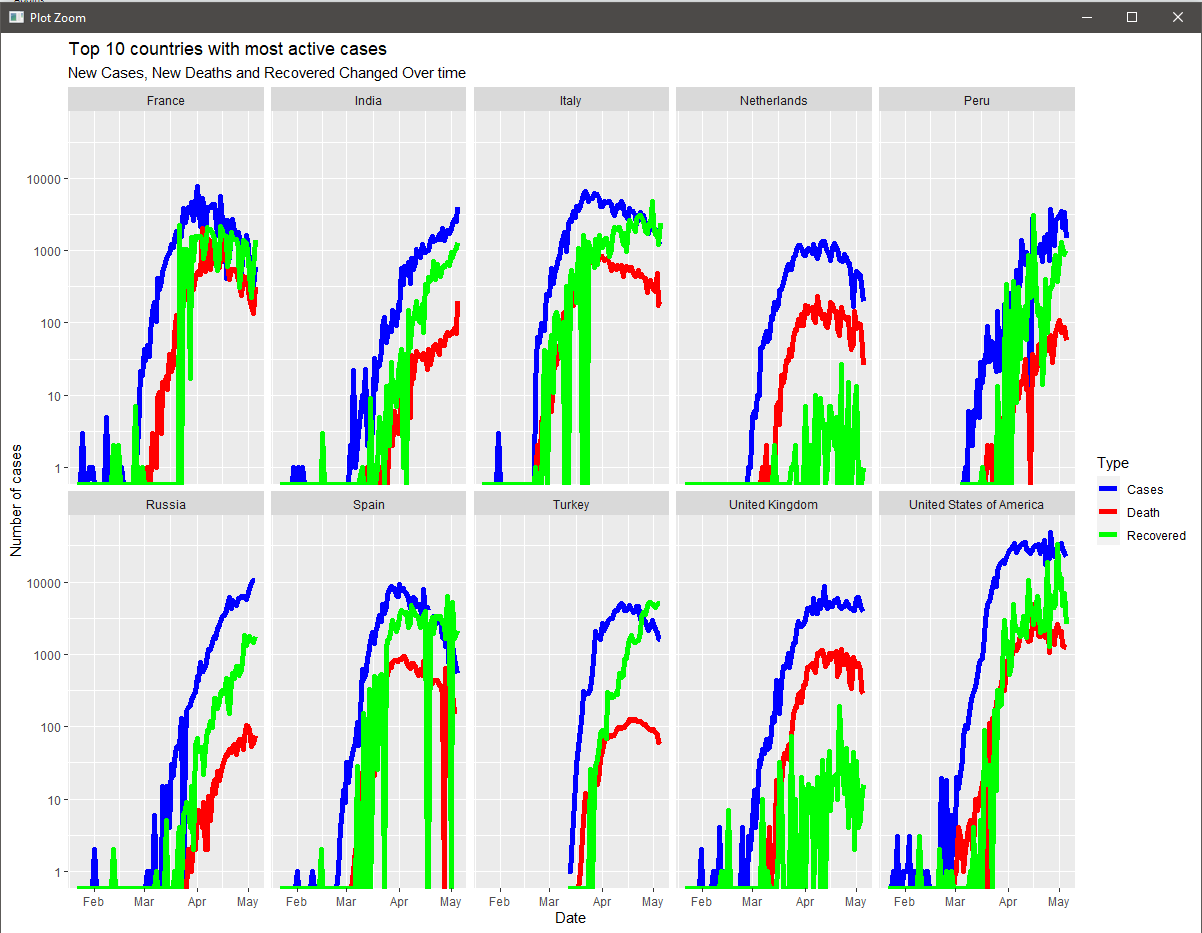 Plot Zoom
Top 10 countries with most active cases
New Cases, New Deaths and Recovered Changed Over time
France India Italy Netherlands Peru
10000
1000
100
10
1
Number of cases
Type
Cases
Death
Recovered
Russia Spain Turkey United Kingdom United States of America
10000
1000
100
10
1
Feb Mar Apr May Feb Mar Apr May Feb Mar Apr May Feb Mar Apr May Feb Mar Apr May
Date